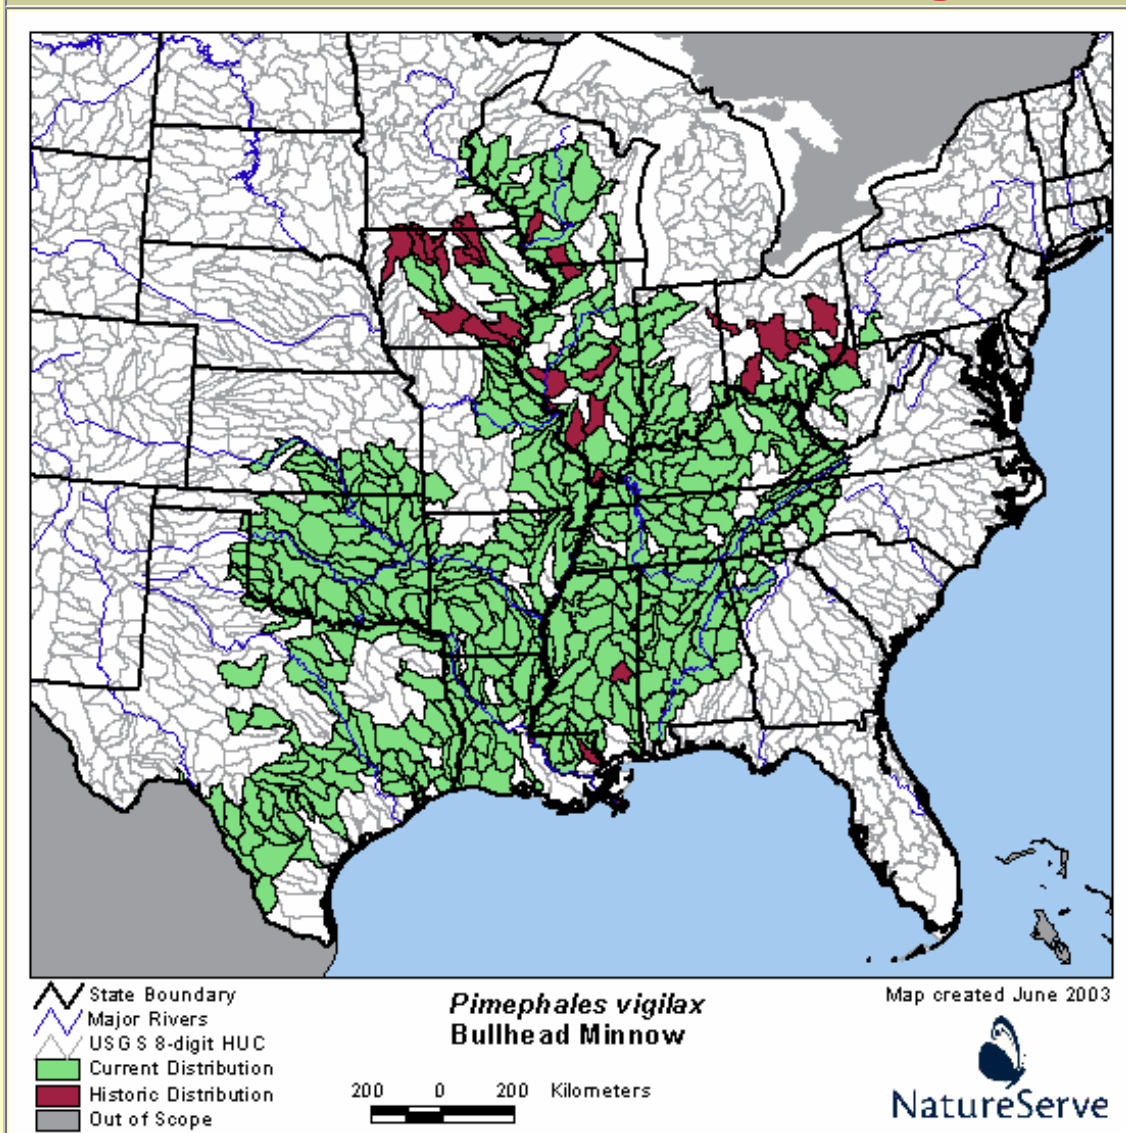 State Boundary
Major Rivers
USGS 8-digit HUC
Current Distribution
Historic Distribution
Out of Scope
Pimephales vigilax
Bullhead Minnow
200 0 200 Kilometers
Map created June 2003
NatureServe